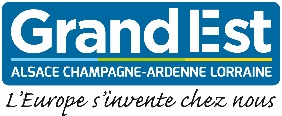 Grand Est
ALSACE CHAMPAGNE-ARDENNE LORRAINE
L'Europe s'invente chez nous